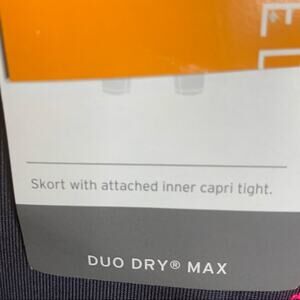 Skort with attached inner capri tight.
DUO DRY® MAX